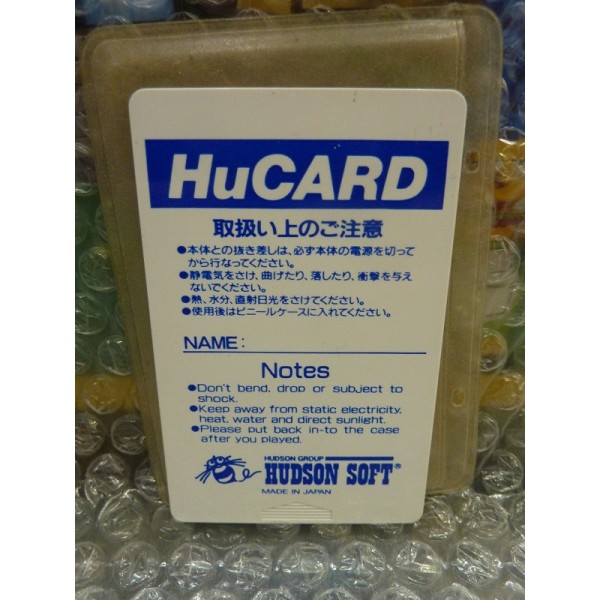 HuCARD
取扱い上のご注意
●本体との抜き差しは、必ず本体の電源を切って
から行なってください。
●静電気をさけ、曲げたり、落したり、衝撃を与え
ないでください。
●熱、水分、直射日光をさけてください。
●使用後はビニールケースに入れてください。
NAME:
Notes
●Don't bend, drop or subject to
shock.
●Keep away from static electricity,
heat, water and direct sunlight.
●Please put back in-to the case
after you played.
HUDSON GROUP
HUDSON SOFT®
MADE IN JAPAN